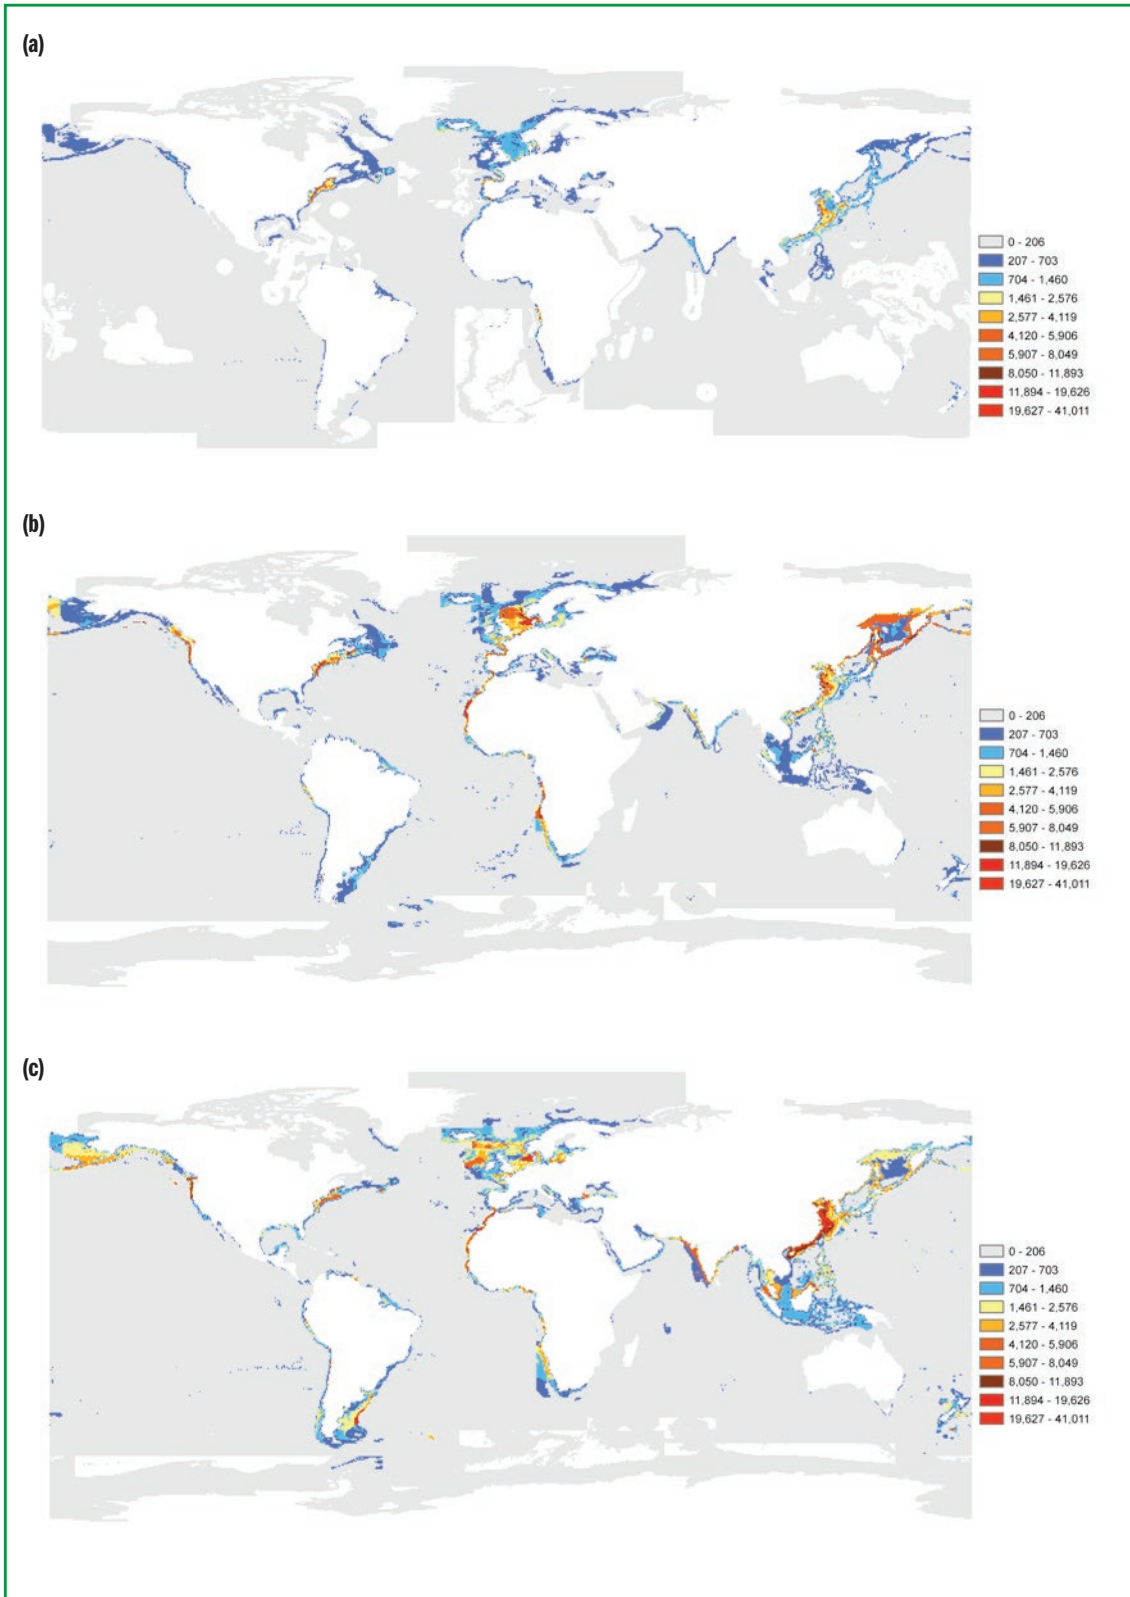 (a)
0 - 206
207 - 703
704 - 1,460
1,461 - 2,576
2,577 - 4,119
4,120 - 5,906
5,907 - 8,049
8,050 - 11,893
11,894 - 19,626
19,627 - 41,011
(b)
0 - 206
207 - 703
704 - 1,460
1,461 - 2,576
2,577 - 4,119
4,120 - 5,906
5,907 - 8,049
8,050 - 11,893
11,894 - 19,626
19,627 - 41,011
(c)
0 - 206
207 - 703
704 - 1,460
1,461 - 2,576
2,577 - 4,119
4,120 - 5,906
5,907 - 8,049
8,050 - 11,893
11,894 - 19,626
19,627 - 41,011